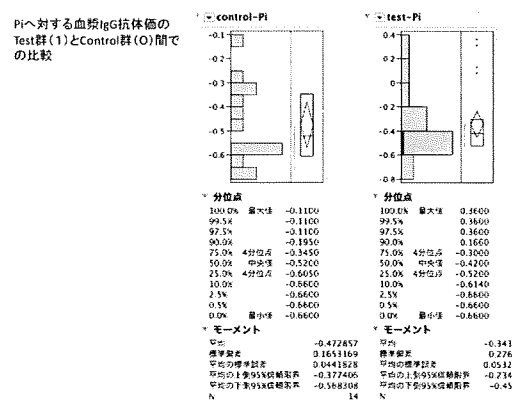 Piへ対する血漿IgG抗体価の
Test群(1)とControl群(0)間で
の比較
control-Pi
-0.1
-0.2
-0.3
-0.4
-0.5
-0.6
分位点
100.0% 最大値 -0.1100
99.5% -0.1100
97.5% -0.1100
90.0% -0.1950
75.0% 4分位点 -0.3450
50.0% 中央値 -0.5200
25.0% 4分位点 -0.6050
10.0% -0.6600
2.5% -0.6600
0.5% -0.6600
0.0% 最小値 -0.6600
モーメント
平均 -0.472857
標準偏差 0.1653169
平均の標準誤差 0.0441828
平均の上側95%信頼限界 -0.377406
平均の下側95%信頼限界 -0.568308
N 14
test-Pi
0.4
0.2
0
-0.2
-0.4
-0.6
-0.8
分位点
100.0% 最大値 0.3600
99.5% 0.3600
97.5% 0.3600
90.0% 0.1660
75.0% 4分位点 -0.3000
50.0% 中央値 -0.4200
25.0% 4分位点 -0.5200
10.0% -0.6140
2.5% -0.6600
0.5% -0.6600
0.0% 最小値 -0.6600
モーメント
平均 -0.343
標準偏差 0.276
平均の標準誤差 0.0532
平均の上側95%信頼限界 -0.234
平均の下側95%信頼限界 -0.45
N